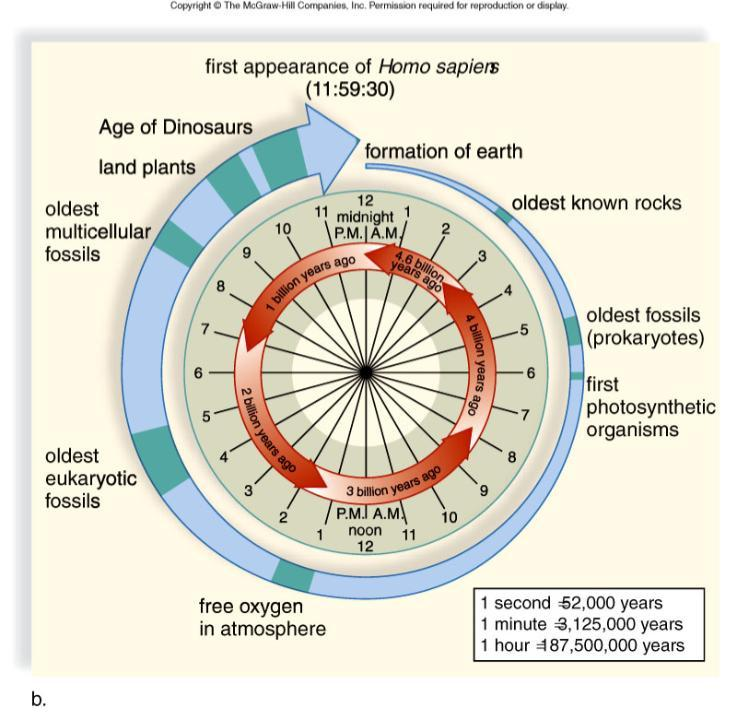 Copyright © The McGraw-Hill Companies, Inc. Permission required for reproduction or display.
first appearance of Homo sapiens
(11:59:30)
Age of Dinosaurs
formation of earth
land plants
oldest known rocks
oldest
multicellular
fossils
12
midnight
P.M. A.M.
1
2
3
4
5
6
7
8
9
10
11
P.M. A.M.
noon
12
1
2
3
4
5
6
7
8
9
10
11
4.6 billion
years ago
4 billion years ago
3 billion years ago
2 billion years ago
1 billion years ago
oldest fossils
(prokaryotes)
first
photosynthetic
organisms
oldest
eukaryotic
fossils
free oxygen
in atmosphere
1 second = 52,000 years
1 minute = 3,125,000 years
1 hour = 187,500,000 years
b.